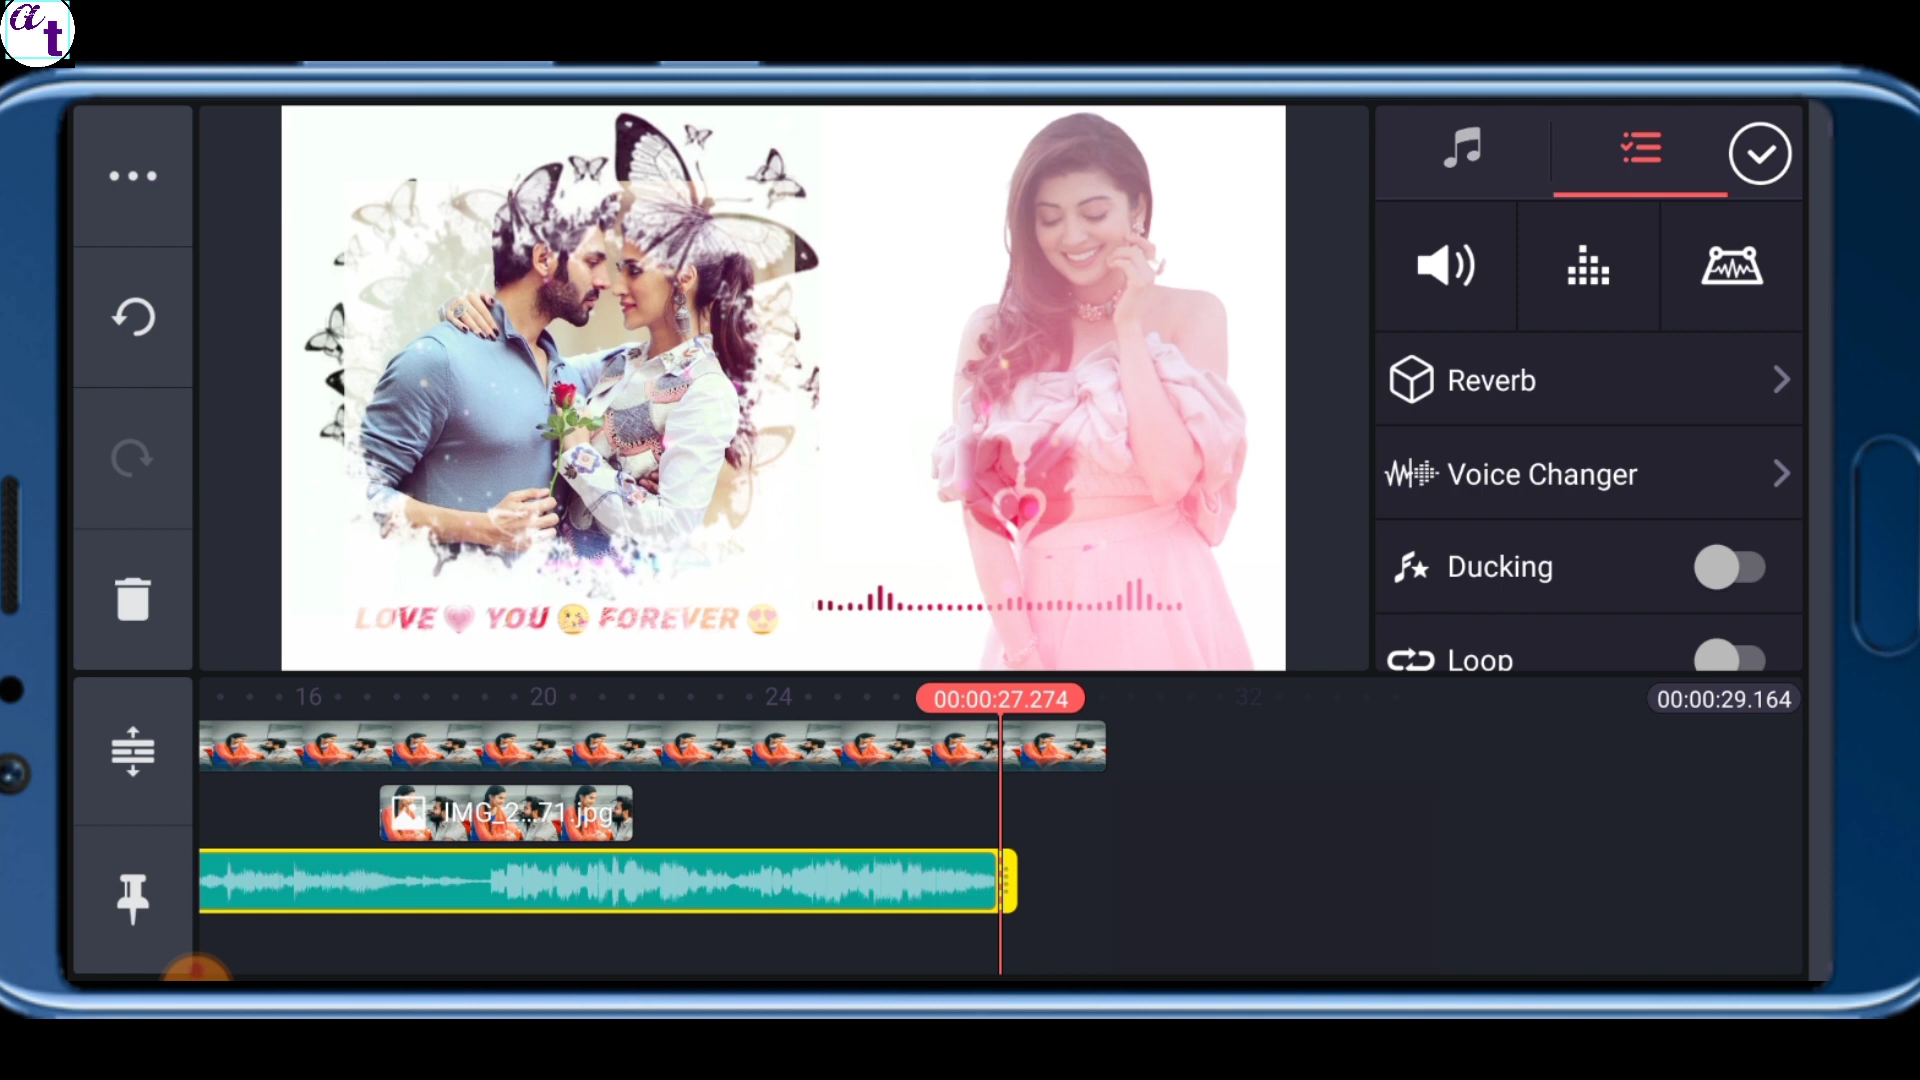 at
LOVE💗 YOU 😘 FOREVER 😍
Reverb
Voice Changer
Ducking
Loop
16
20
24
00:00:27.274
32
00:00:29.164
IMG_2...71.jpg